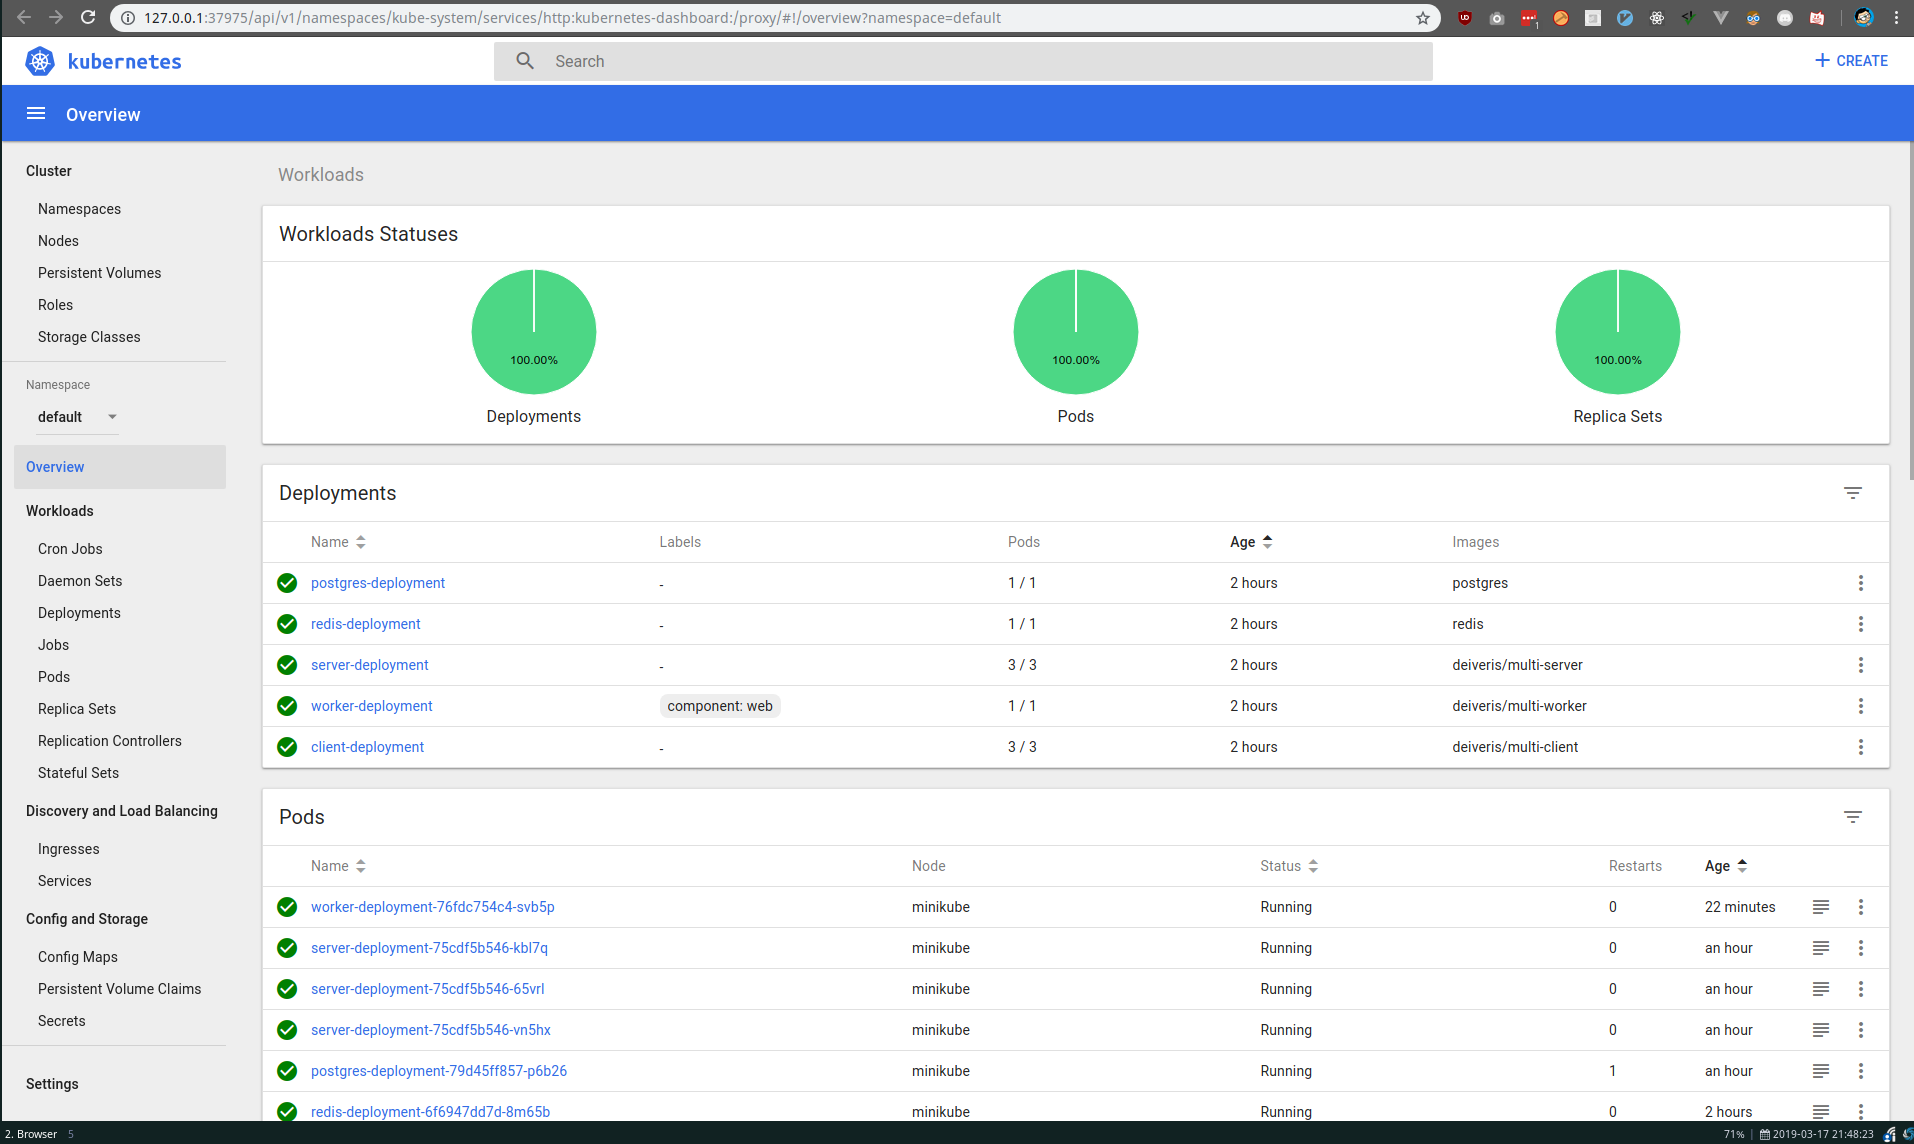 127.0.0.1:37975/api/v1/namespaces/kube-system/services/http:kubernetes-dashboard:/proxy/#!/overview?namespace=default
kubernetes
Search
CREATE
Overview
Cluster
Namespaces
Nodes
Persistent Volumes
Roles
Storage Classes
Namespace
default
Overview
Workloads
Cron Jobs
Daemon Sets
Deployments
Jobs
Pods
Replica Sets
Replication Controllers
Stateful Sets
Discovery and Load Balancing
Ingresses
Services
Config and Storage
Config Maps
Persistent Volume Claims
Secrets
Settings
Workloads
Workloads Statuses
100.00% 100.00% 100.00%
Deployments Pods Replica Sets
Deployments
Name Labels Pods Age Images
postgres-deployment - 1 / 1 2 hours postgres
redis-deployment - 1 / 1 2 hours redis
server-deployment - 3 / 3 2 hours deiveris/multi-server
worker-deployment component: web 1 / 1 2 hours deiveris/multi-worker
client-deployment - 3 / 3 2 hours deiveris/multi-client
Pods
Name Node Status Restarts Age
worker-deployment-76fdc754c4-svb5p minikube Running 0 22 minutes
server-deployment-75cdf5b546-kbl7q minikube Running 0 an hour
server-deployment-75cdf5b546-65vrl minikube Running 0 an hour
server-deployment-75cdf5b546-vn5hx minikube Running 0 an hour
postgres-deployment-79d45ff857-p6b26 minikube Running 1 an hour
redis-deployment-6f6947dd7d-8m65b minikube Running 0 2 hours
2. Browser 5 71% 2019-03-17 21:48:23